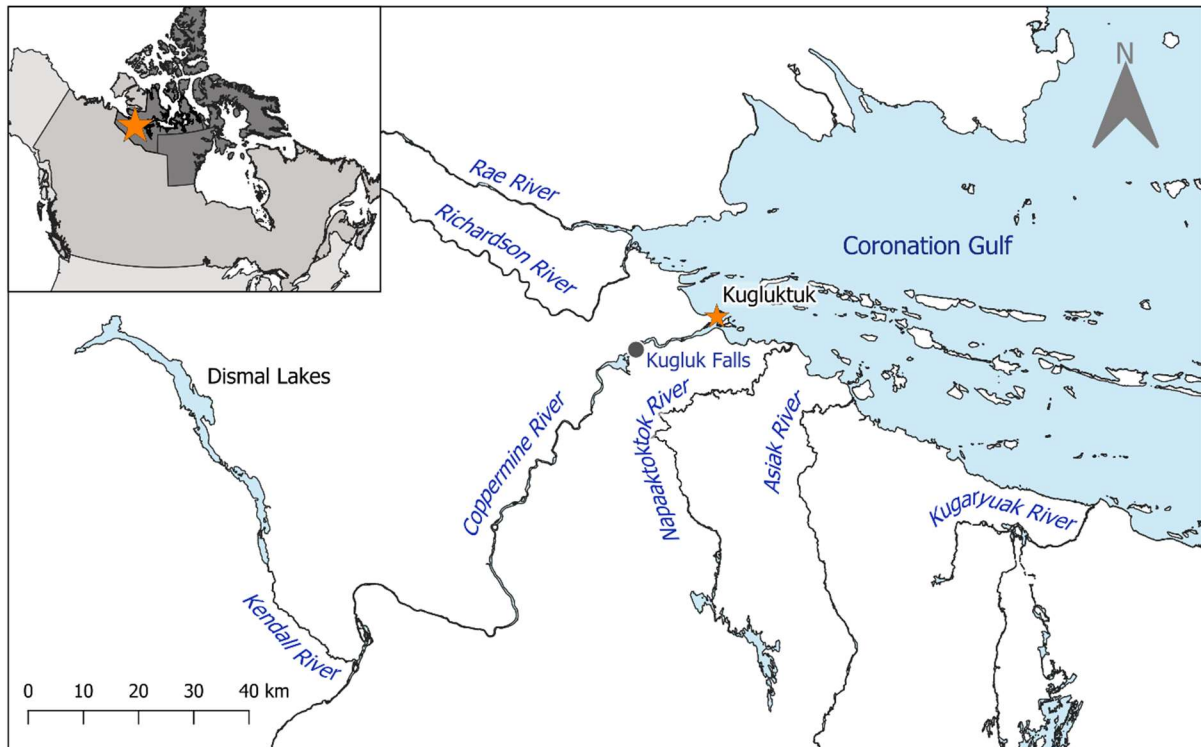 N
Rae River
Richardson River
Coronation Gulf
Kugluktuk
Kugluk Falls
Dismal Lakes
Coppermine River
Napaaktoktok River
Asiak River
Kugaryuak River
Kendall River
0 10 20 30 40 km